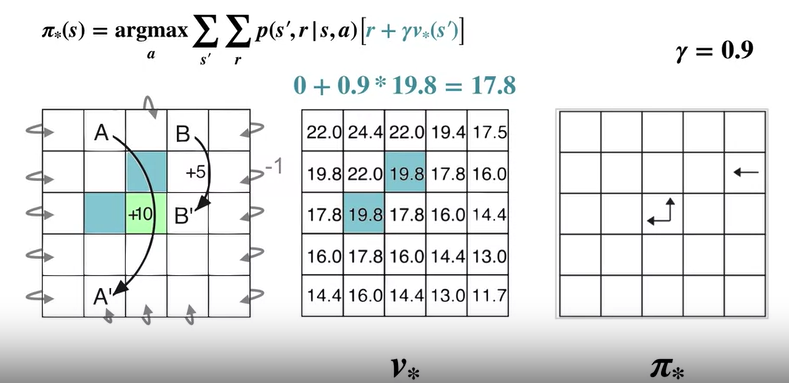 π∗(s) = argmax ∑ ∑ p(s′, r | s, a)[r + γv∗(s′)]
a s′ r
γ = 0.9
0 + 0.9 * 19.8 = 17.8
A B
+5 -1
+10 B'
A'
22.0 24.4 22.0 19.4 17.5
19.8 22.0 19.8 17.8 16.0
17.8 19.8 17.8 16.0 14.4
16.0 17.8 16.0 14.4 13.0
14.4 16.0 14.4 13.0 11.7
v∗
π∗